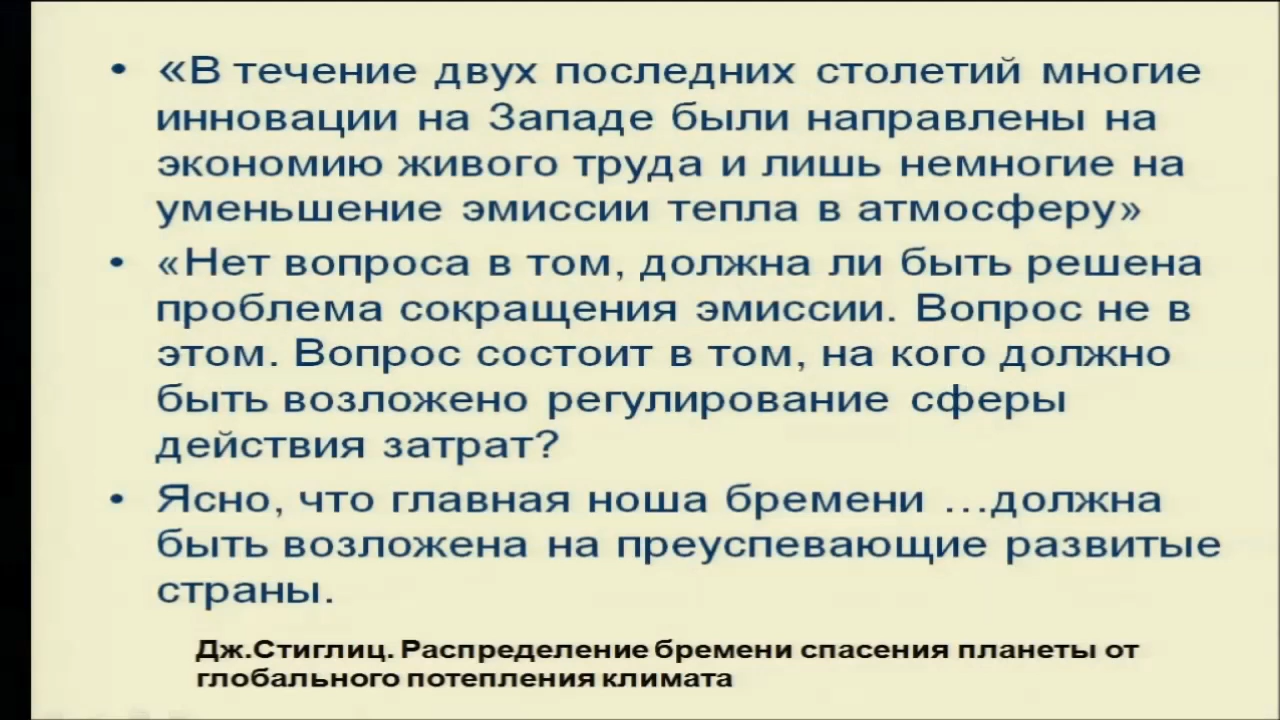 • «В течение двух последних столетий многие
инновации на Западе были направлены на
экономию живого труда и лишь немногие на
уменьшение эмиссии тепла в атмосферу»
• «Нет вопроса в том, должна ли быть решена
проблема сокращения эмиссии. Вопрос не в
этом. Вопрос состоит в том, на кого должно
быть возложено регулирование сферы
действия затрат?
• Ясно, что главная ноша бремени …должна
быть возложена на преуспевающие развитые
страны.
Дж.Стиглиц. Распределение бремени спасения планеты от
глобального потепления климата